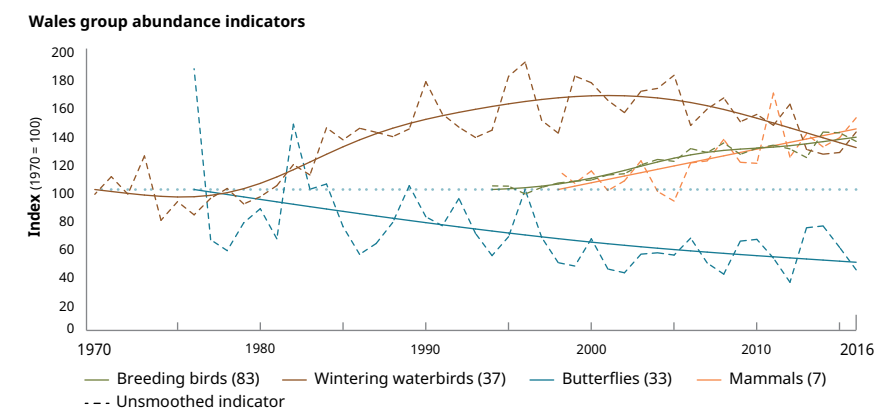 Wales group abundance indicators
200
180
160
140
120
100
80
60
40
20
0
Index (1970 = 100)
1970 1980 1990 2000 2010 2016
Breeding birds (83) Wintering waterbirds (37) Butterflies (33) Mammals (7)
Unsmoothed indicator